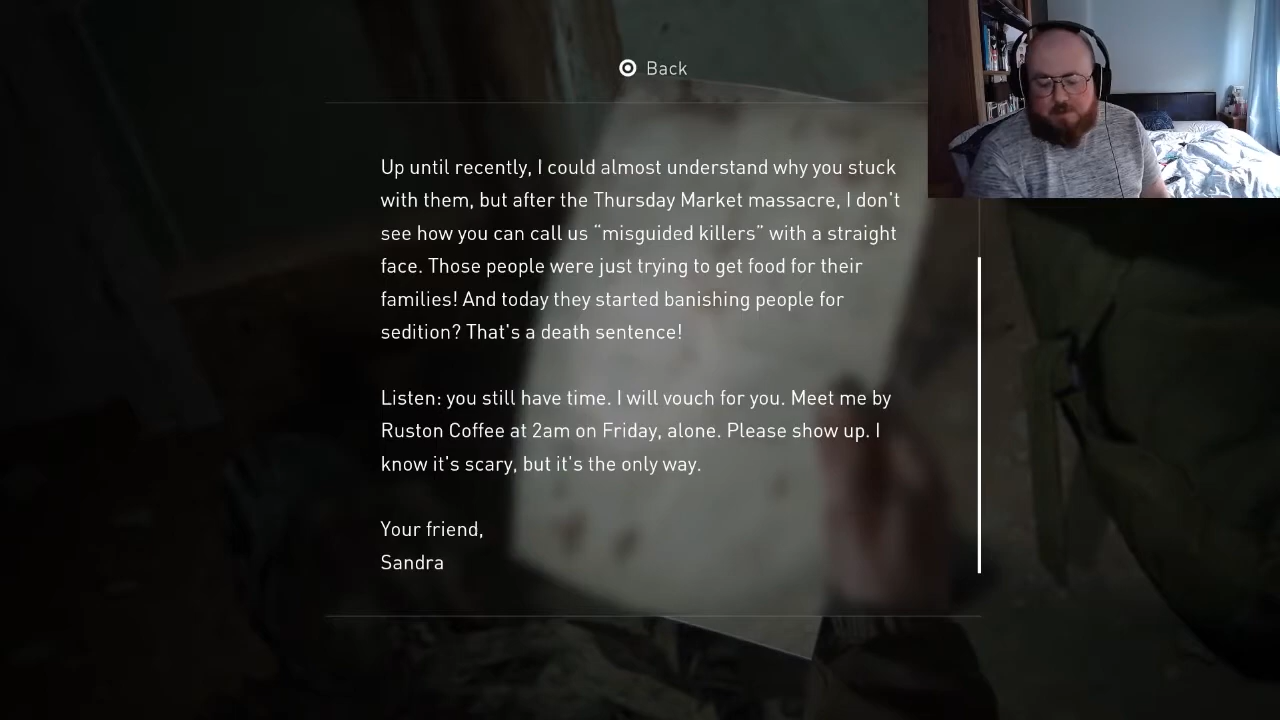 Back
Up until recently, I could almost understand why you stuck
with them, but after the Thursday Market massacre, I don't
see how you can call us “misguided killers” with a straight
face. Those people were just trying to get food for their
families! And today they started banishing people for
sedition? That's a death sentence!
Listen: you still have time. I will vouch for you. Meet me by
Ruston Coffee at 2am on Friday, alone. Please show up. I
know it's scary, but it's the only way.
Your friend,
Sandra